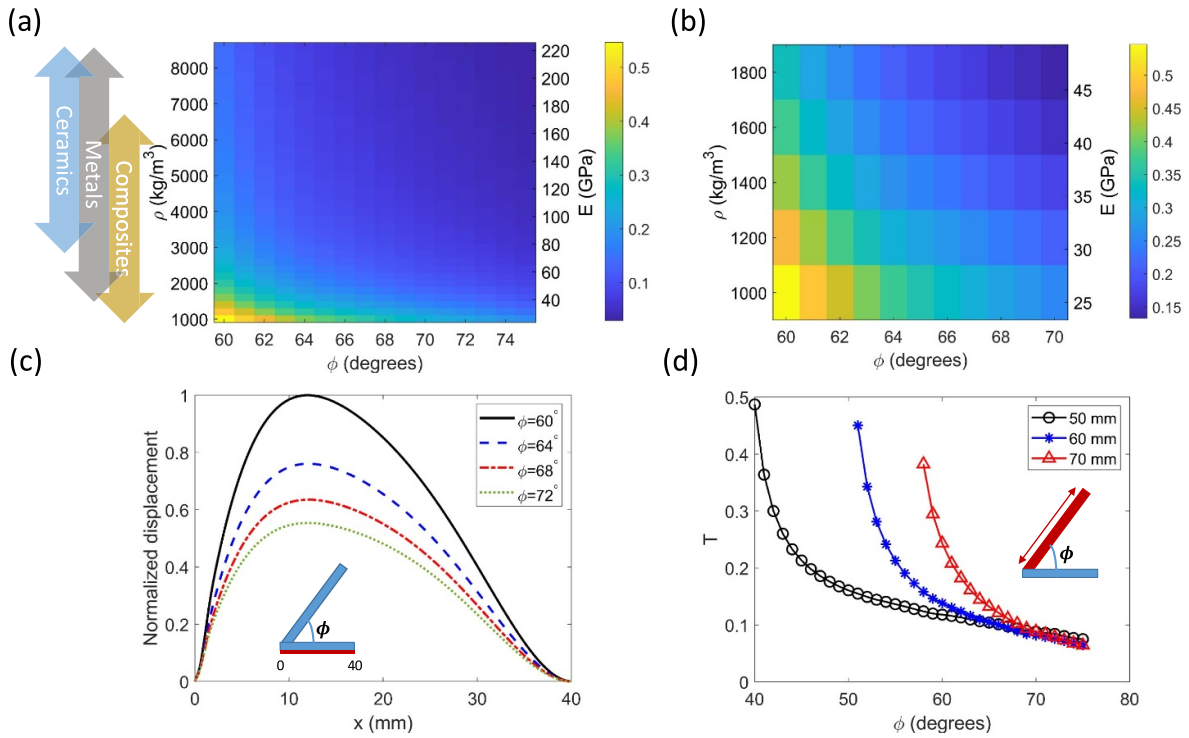 (a)
Ceramics
Metals
Composites
ρ (kg/m³)
8000
7000
6000
5000
4000
3000
2000
1000
60 62 64 66 68 70 72 74
ϕ (degrees)
220
200
180
160
140
120
100
80
60
40
E (GPa)
0.5
0.4
0.3
0.2
0.1
(b)
ρ (kg/m³)
1800
1600
1400
1200
1000
60 62 64 66 68 70
ϕ (degrees)
45
40
35
30
25
E (GPa)
0.5
0.45
0.4
0.35
0.3
0.25
0.2
0.15
(c)
Normalized displacement
1
0.8
0.6
0.4
0.2
0
0 10 20 30 40
x (mm)
ϕ=60°
ϕ=64°
ϕ=68°
ϕ=72°
ϕ
0 40
(d)
T
0.5
0.4
0.3
0.2
0.1
0
40 50 60 70 80
ϕ (degrees)
50 mm
60 mm
70 mm
ϕ